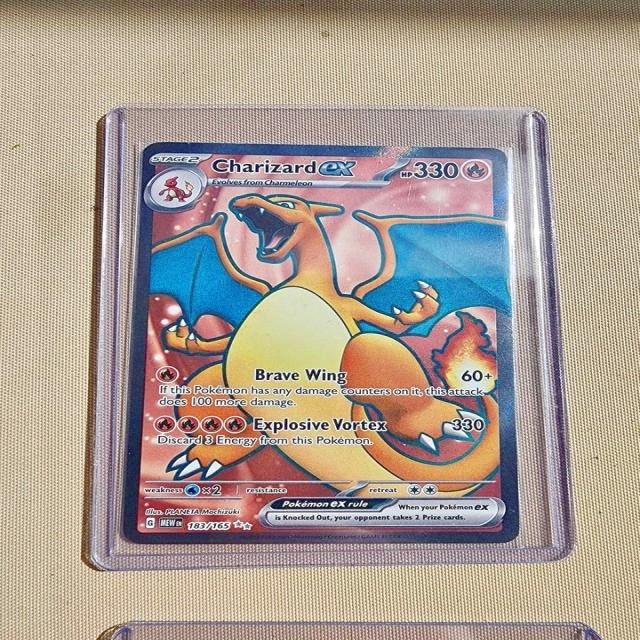 STAGE 2 Charizard ex HP 330
Evolves from Charmeleon
Brave Wing 60+
If this Pokémon has any damage counters on it, this attack
does 100 more damage.
Explosive Vortex 330
Discard 3 Energy from this Pokémon.
weakness ×2 resistance retreat
Illus. PLANETA Mochizuki
Pokémon ex rule When your Pokémon ex
is Knocked Out, your opponent takes 2 Prize cards.
G MEW EN 183/165